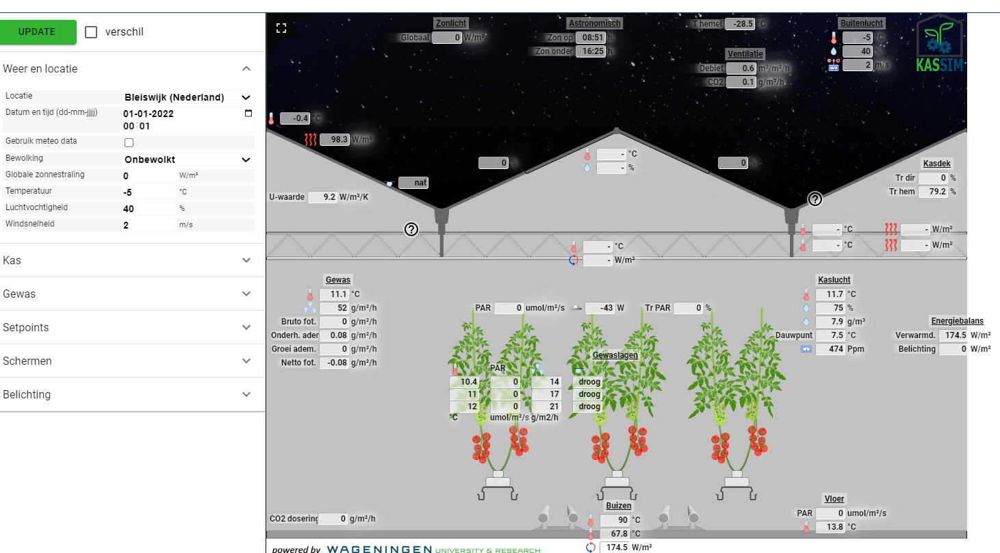 UPDATE verschil
Weer en locatie
Locatie Bleiswijk (Nederland)
Datum en tijd (dd-mm-jjjj) 01-01-2022
00:01
Gebruik meteo data
Bewolking Onbewolkt
Globale zonnestraling 0 W/m²
Temperatuur -5 °C
Luchtvochtigheid 40 %
Windsnelheid 2 m/s
Kas
Gewas
Setpoints
Schermen
Belichting
Zonlicht
Globaal 0 W/m²
Astronomisch
Zon op 08:51 h
Zon onder 16:25 h
T hemel -28.5 °C
Ventilatie
Debiet 0.6 m³/m²/h
CO2 0.1 g/m²/h
Buitenlucht
-5 °C
40 %
2 m/s
KASSIM
-0.4 °C
98.3 W/m²
nat
U-waarde 9.2 W/m²/K
0 %
- °C
- %
0 %
Kasdek
Tr dir 0 %
Tr hem 79.2 %
?
?
- °C
- W/m²
- °C - W/m²
- °C - W/m²
Gewas
11.1 °C
52 g/m²/h
Bruto fot. 0 g/m²/h
Onderh. adem 0.08 g/m²/h
Groei adem. 0 g/m²/h
Netto fot. -0.08 g/m²/h
PAR 0 umol/m²/s -43 W Tr PAR 0 %
Gewaslagen
PAR
10.4 0 14 droog
11 0 17 droog
12 0 21 droog
°C umol/m²/s g/m2/h
Kaslucht
11.7 °C
75 %
7.9 g/m³
Dauwpunt 7.5 °C
474 Ppm
Energiebalans
Verwarmd. 174.5 W/m²
Belichting 0 W/m²
CO2 dosering 0 g/m²/h
Buizen
90 °C
67.8 °C
174.5 W/m²
Vloer
PAR 0 umol/m²/s
13.8 °C
powered by WAGENINGEN UNIVERSITY & RESEARCH